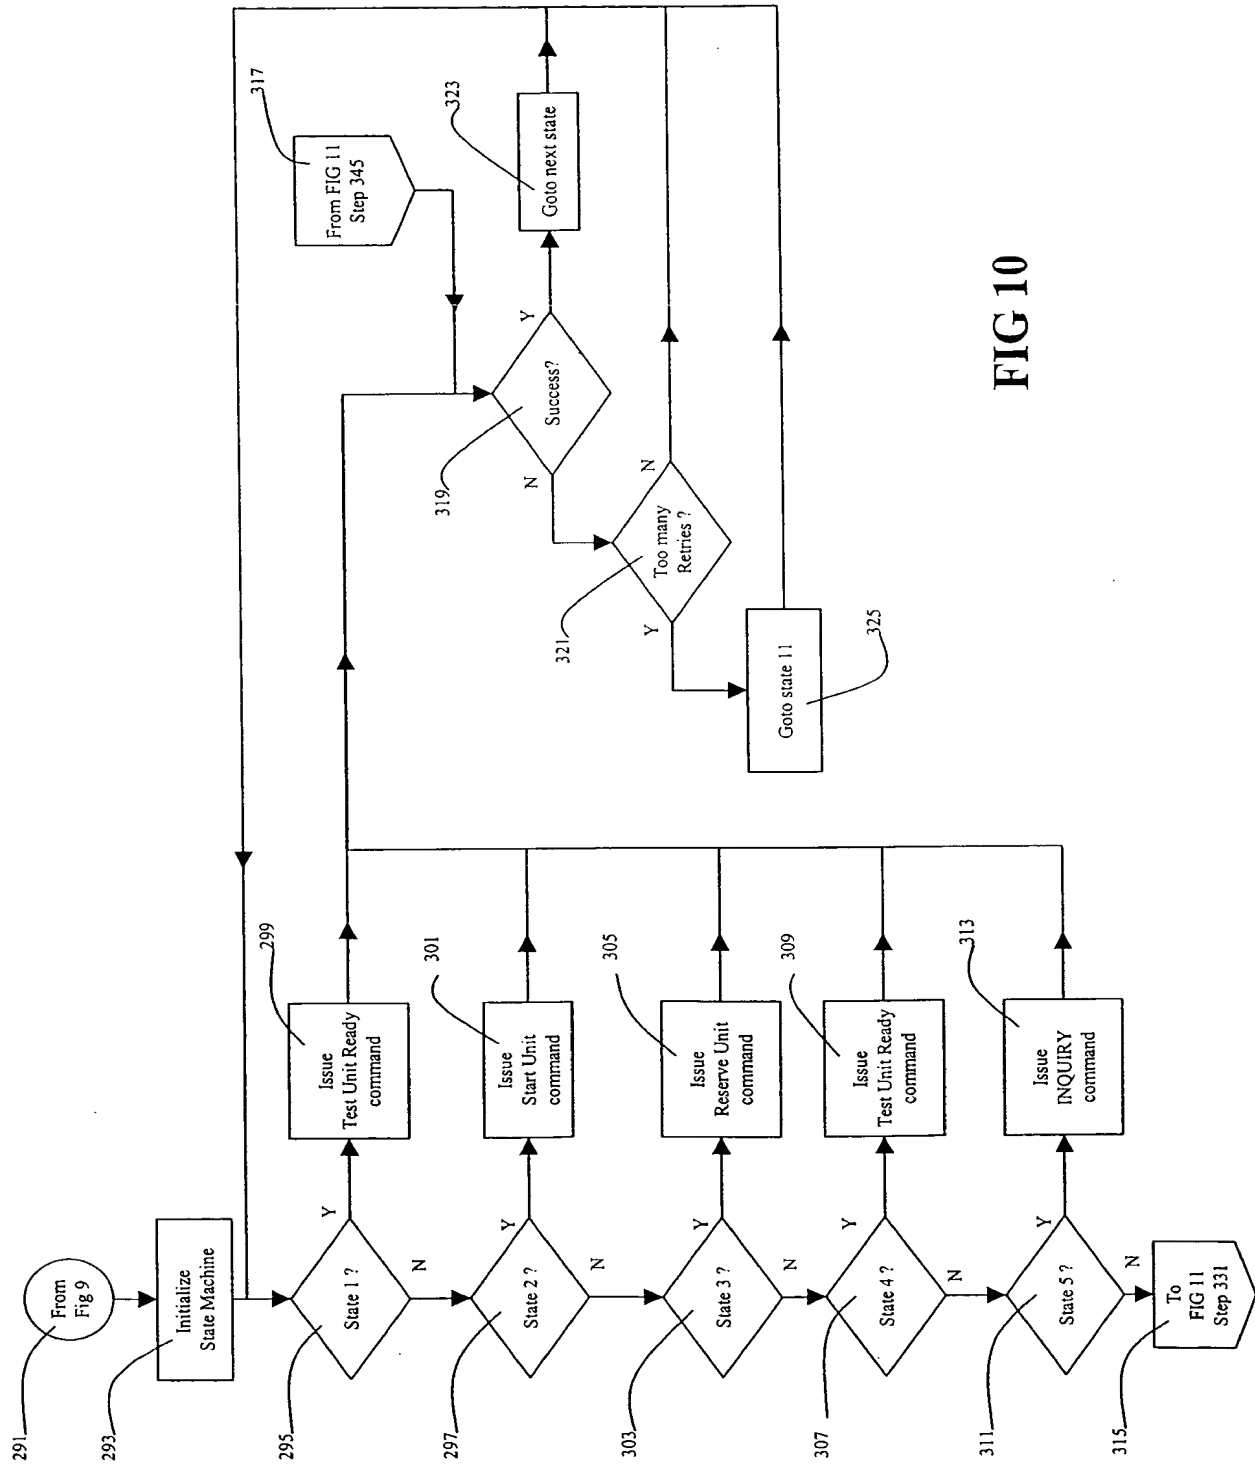 291
From
Fig 9
293
Initialize
State Machine
295
State 1 ?
Y
N
299
Issue
Test Unit Ready
command
297
State 2 ?
Y
N
301
Issue
Start Unit
command
303
State 3 ?
Y
N
305
Issue
Reserve Unit
command
307
State 4 ?
Y
N
309
Issue
Test Unit Ready
command
311
State 5 ?
Y
N
313
Issue
INQUIRY
command
315
To
FIG 11
Step 331
317
From FIG 11
Step 345
319
Success?
Y
N
323
Goto next state
321
Too many
Retries ?
N
Y
325
Goto state 11
FIG 10